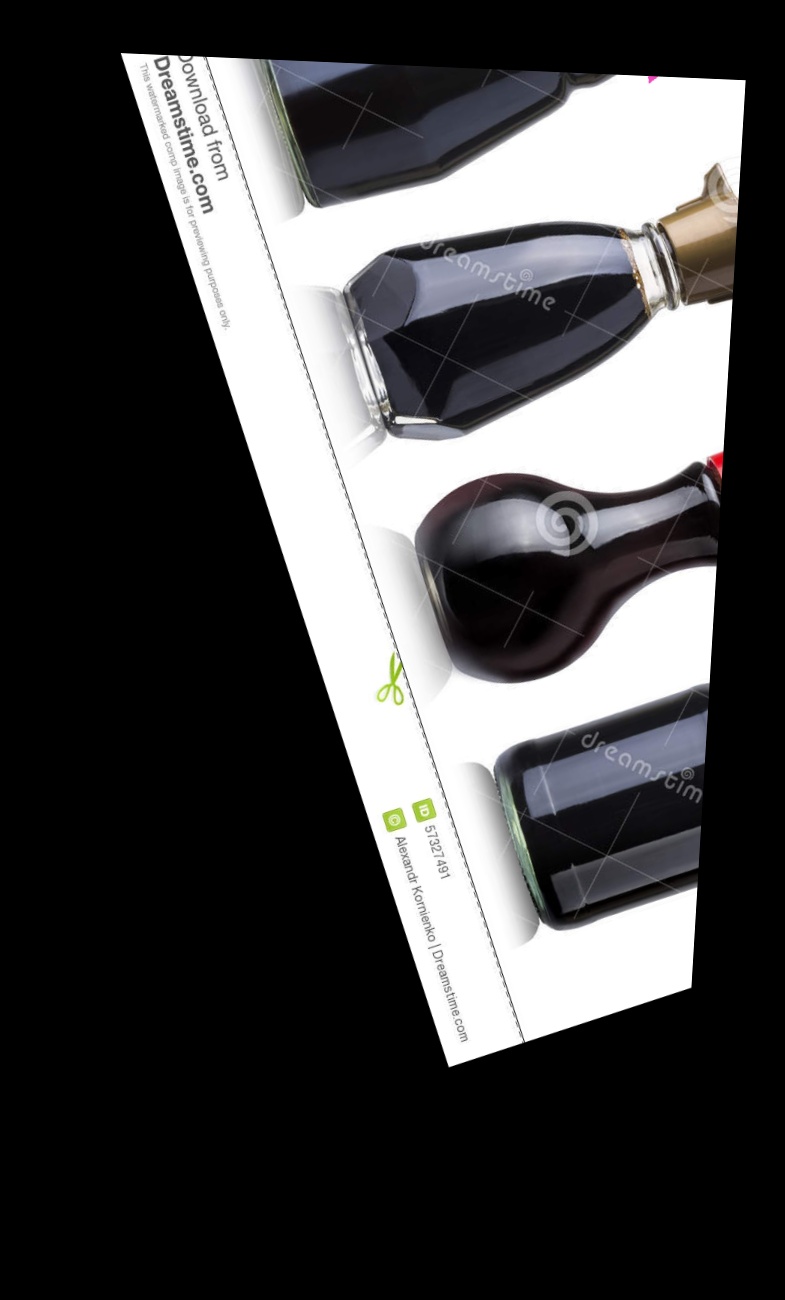 Download from
Dreamstime.com
This watermarked comp image is for previewing purposes only.
ID 57327491
© Alexandr Kornienko | Dreamstime.com
dreamstime
dreamstim